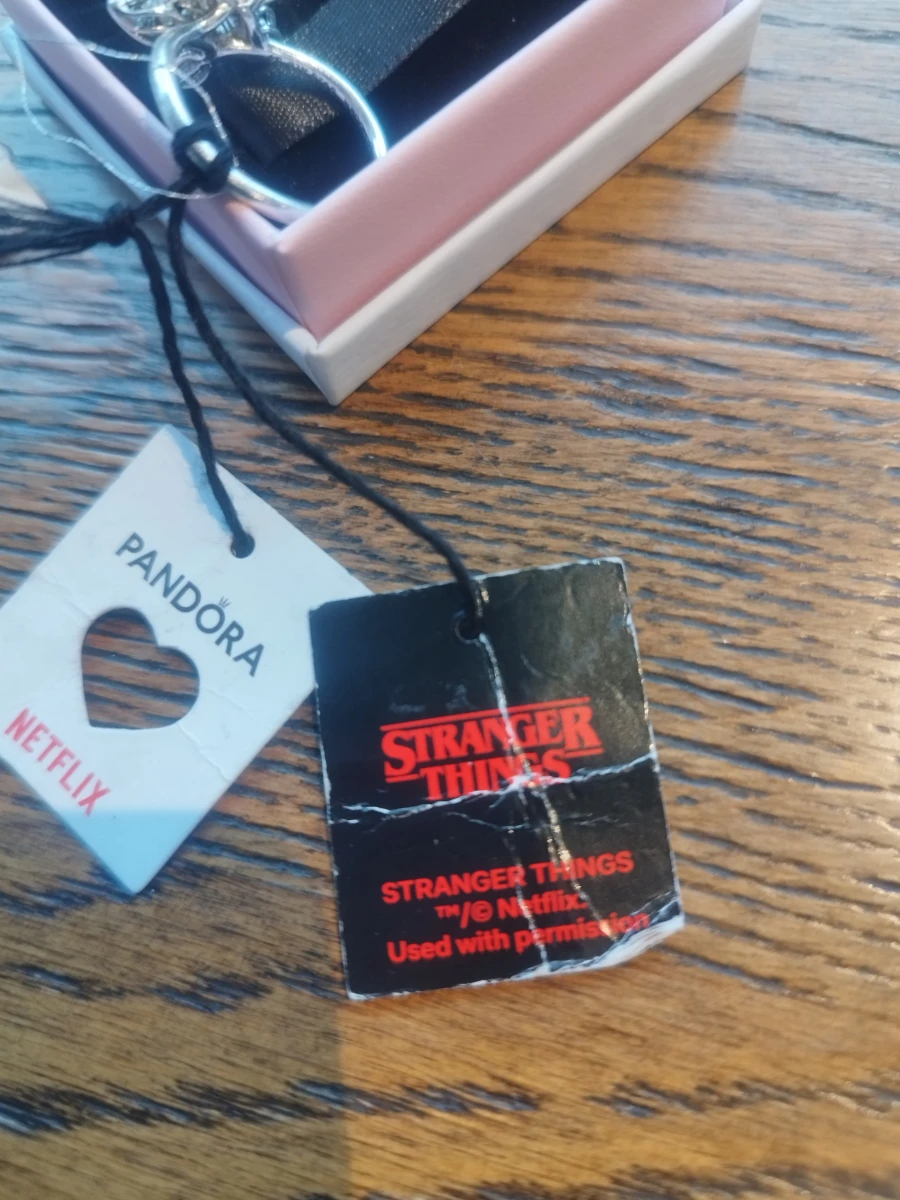 PANDORA
NETFLIX
STRANGER
THINGS
STRANGER THINGS
™/© Netflix.
Used with permission